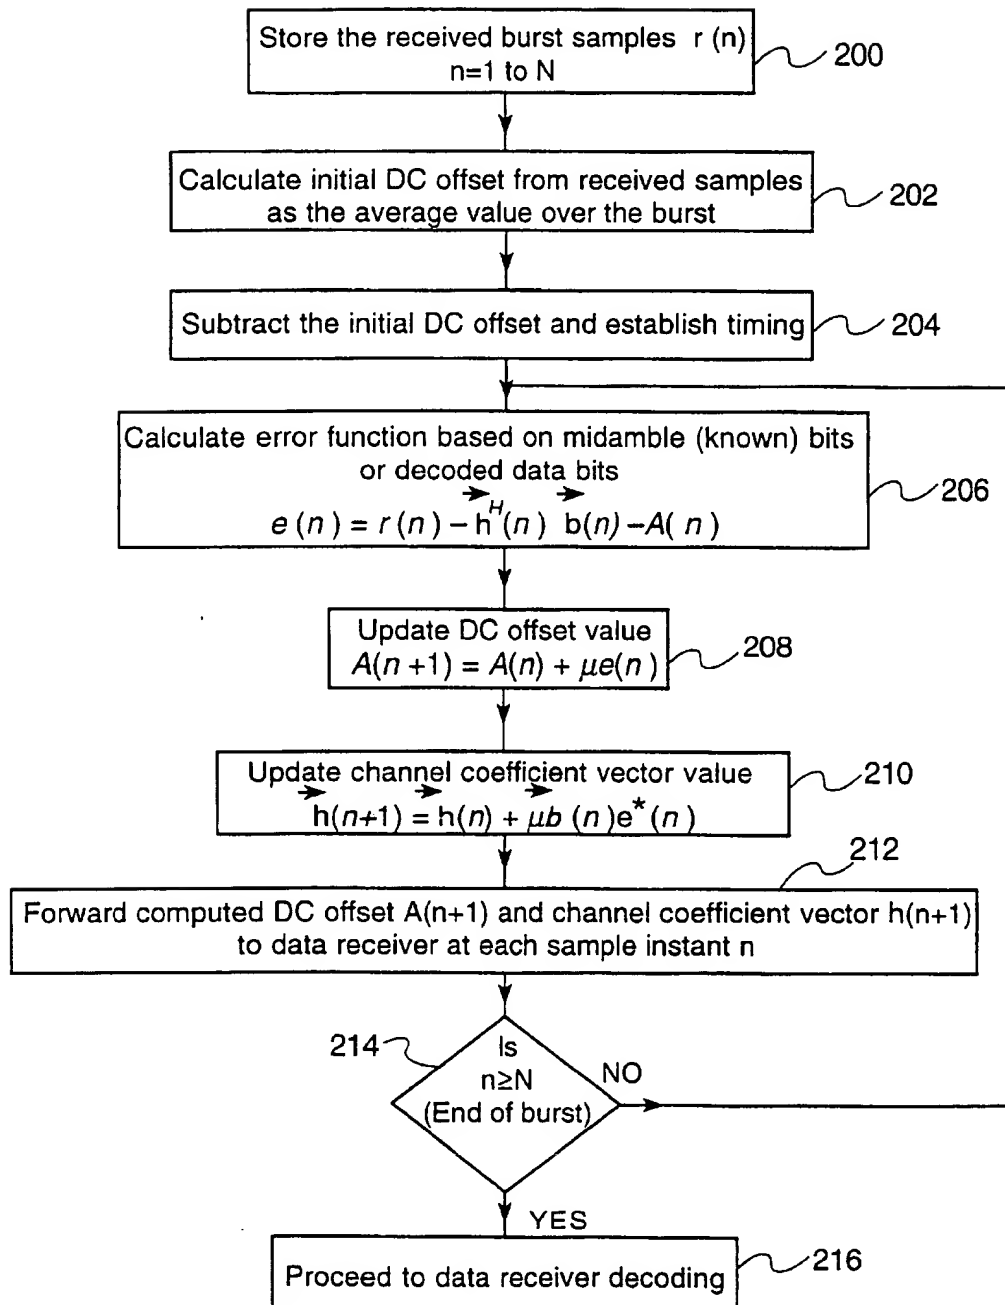 Store the received burst samples r (n)
n=1 to N
200
Calculate initial DC offset from received samples
as the average value over the burst
202
Subtract the initial DC offset and establish timing
204
Calculate error function based on midamble (known) bits
or decoded data bits
e(n) = r(n) – h⃗ᴴ(n) b⃗(n) – A(n)
206
Update DC offset value
A(n+1) = A(n) + μe(n)
208
Update channel coefficient vector value
h⃗(n+1) = h⃗(n) + μb⃗(n)e*(n)
210
212
Forward computed DC offset A(n+1) and channel coefficient vector h(n+1)
to data receiver at each sample instant n
214
Is
n≥N
(End of burst)
NO
YES
Proceed to data receiver decoding
216